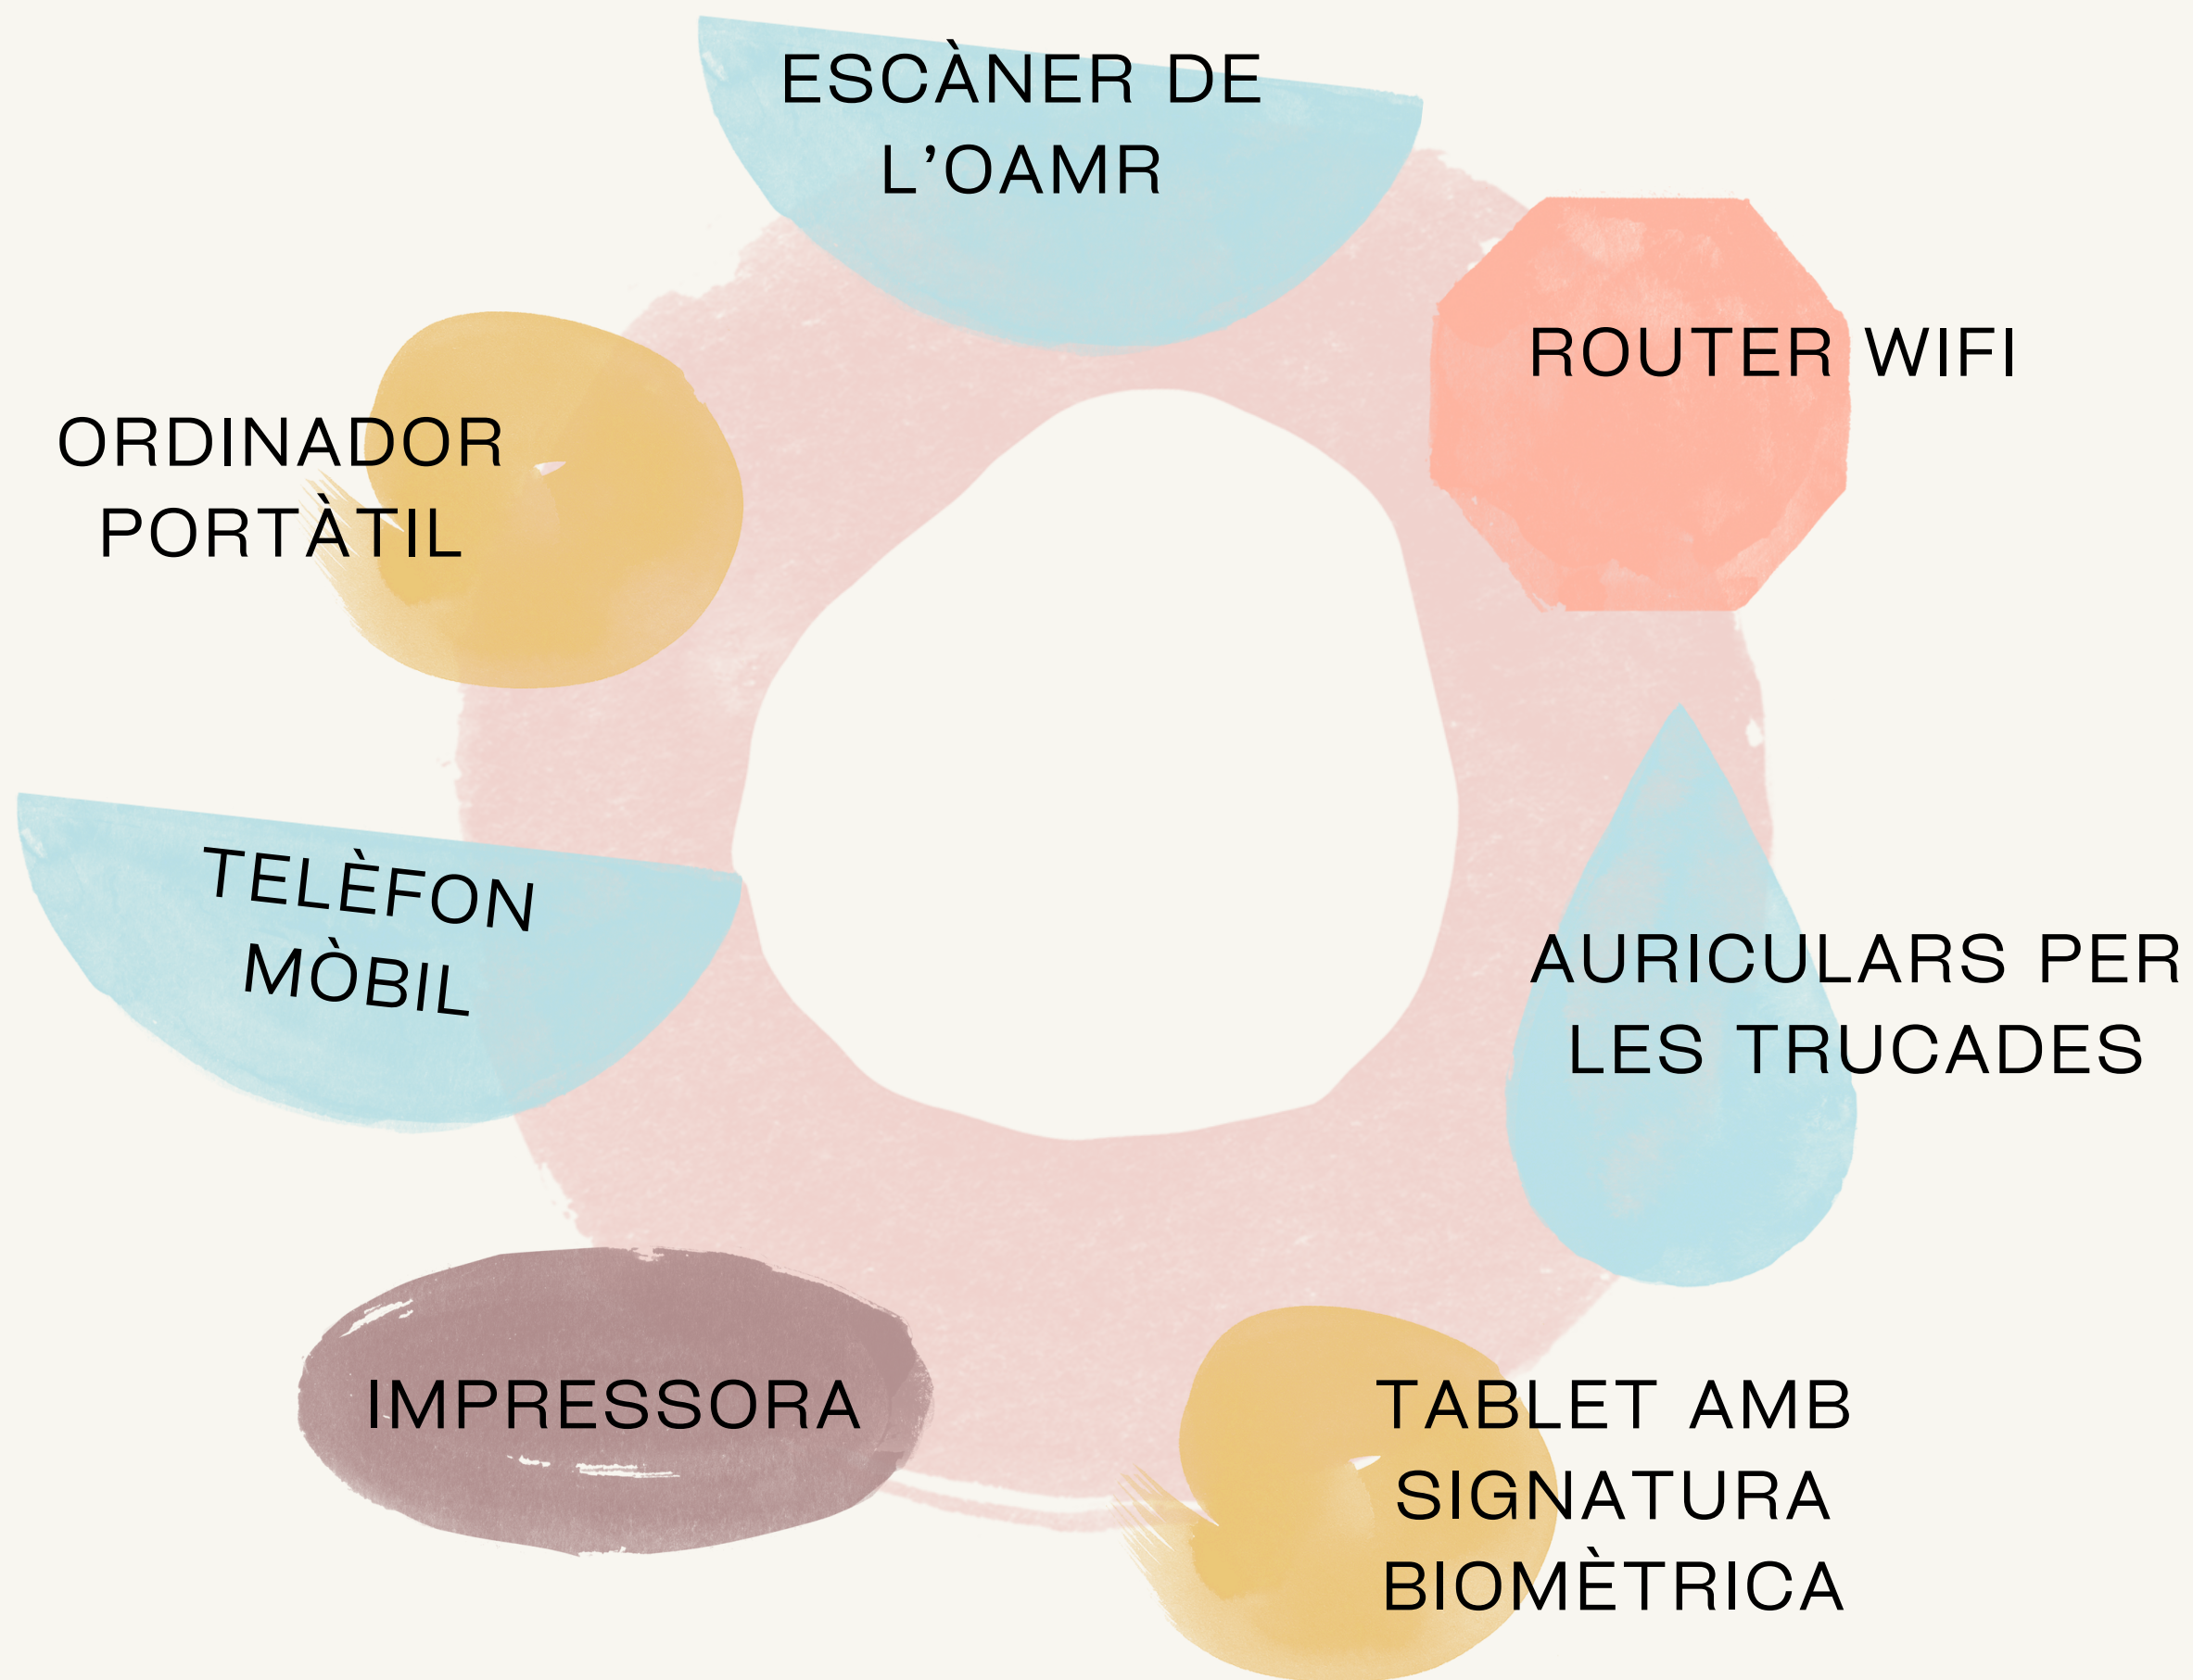 ESCÀNER DE
L'OAMR
ROUTER WIFI
ORDINADOR
PORTÀTIL
TELÈFON
MÒBIL
AURICULARS PER
LES TRUCADES
IMPRESSORA
TABLET AMB
SIGNATURA
BIOMÈTRICA